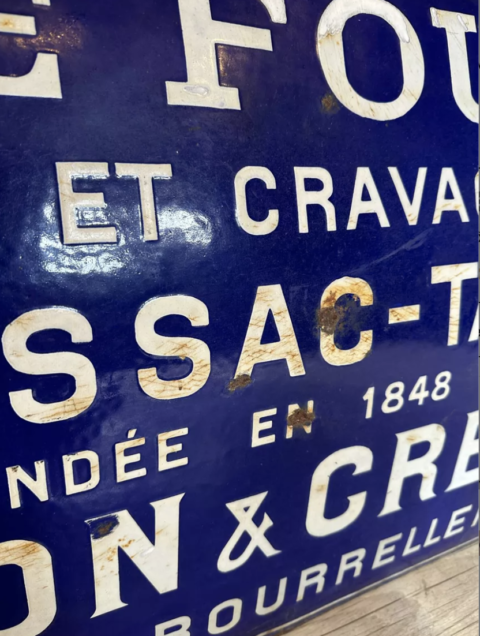 E FOU
ET CRAVAC
SSAC-TA
NDÉE EN 1848
ON & CRE
BOURRELLE